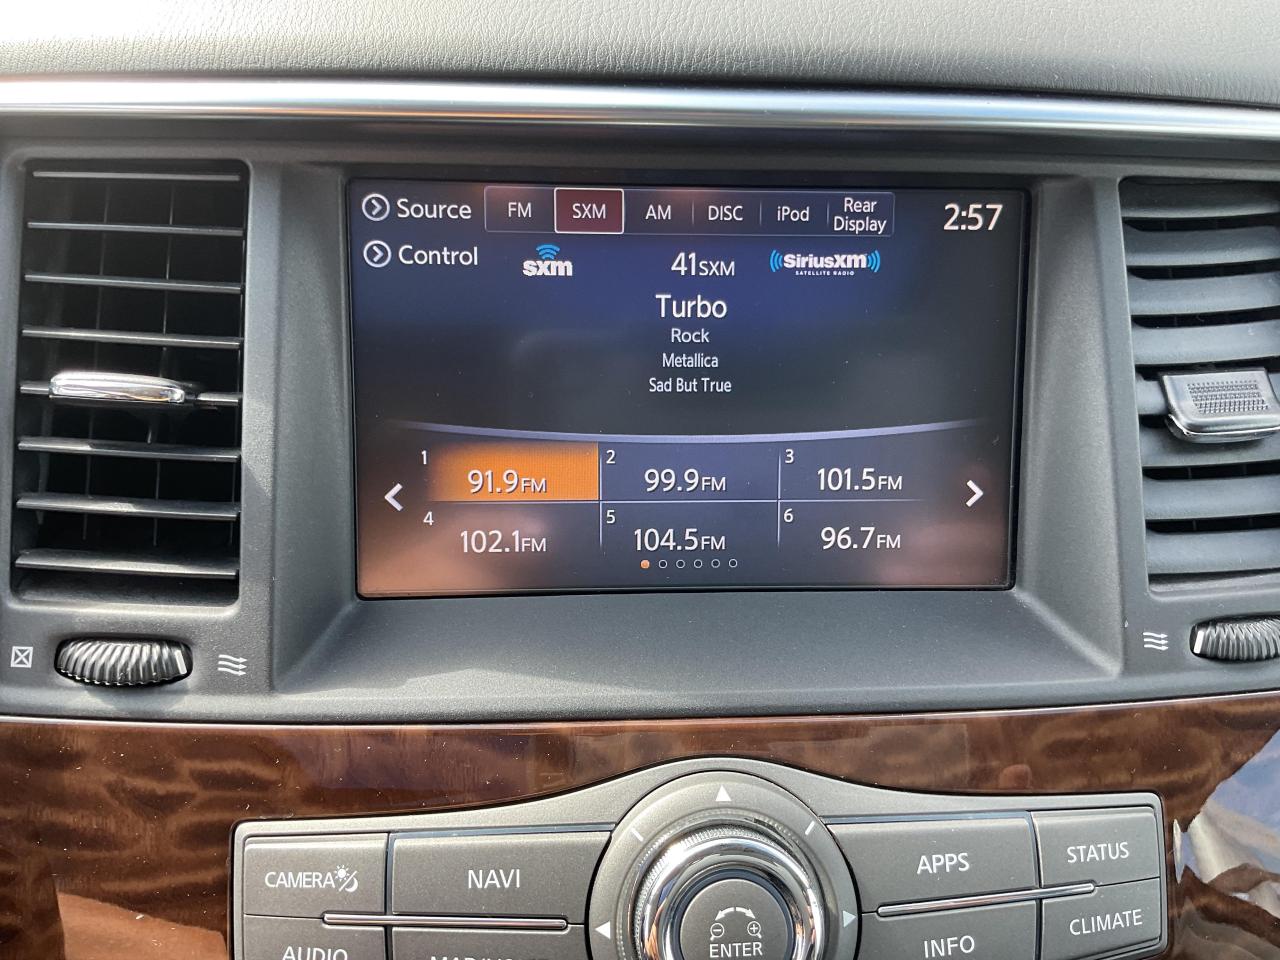 Source FM SXM AM DISC iPod Rear Display 2:57
Control sxm 41SXM ((SiriusXM))
SATELLITE RADIO
Turbo
Rock
Metallica
Sad But True
1 91.9FM 2 99.9FM 3 101.5FM
4 102.1FM 5 104.5FM 6 96.7FM
CAMERA NAVI APPS STATUS
AUDIO ENTER INFO CLIMATE